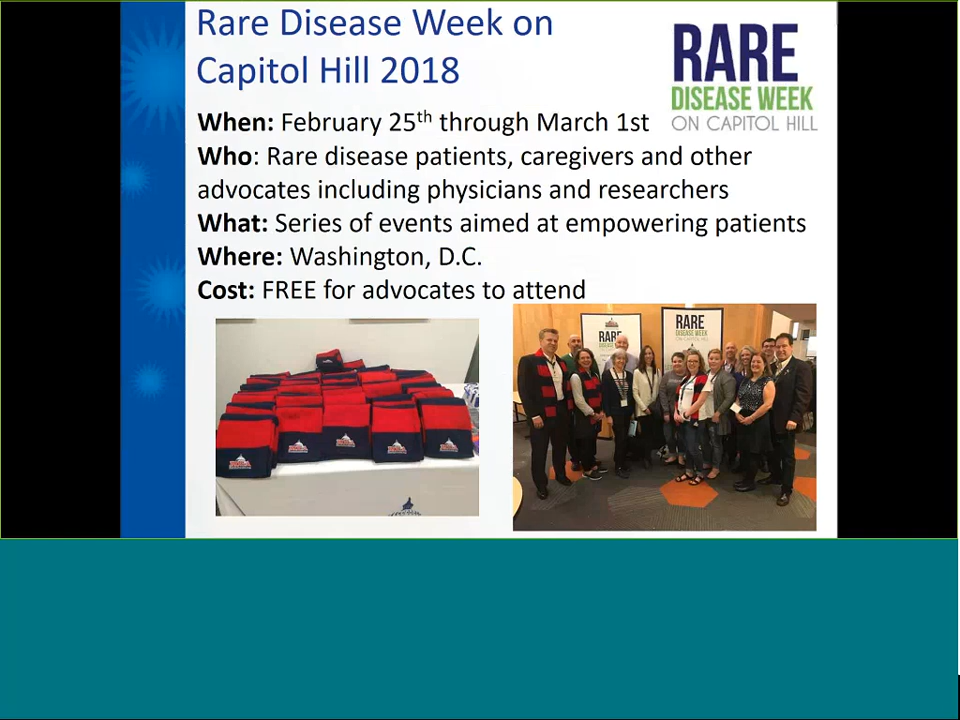 Rare Disease Week on
Capitol Hill 2018
RARE
DISEASE WEEK
ON CAPITOL HILL
When: February 25th through March 1st
Who: Rare disease patients, caregivers and other
advocates including physicians and researchers
What: Series of events aimed at empowering patients
Where: Washington, D.C.
Cost: FREE for advocates to attend
RARE
RARE
DISEASE WEEK
ON CAPITOL HILL